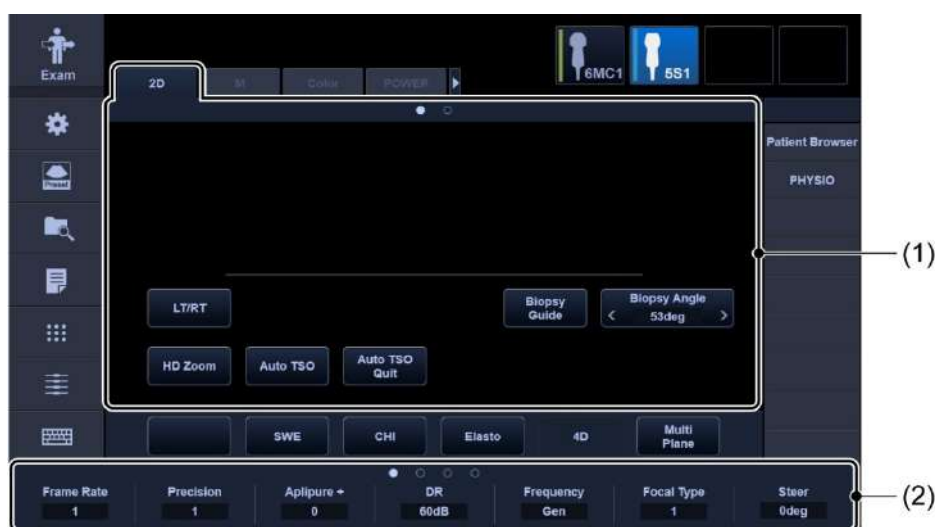 Exam
6MC1
5S1
2D
M
Color
POWER
Patient Browser
Preset
PHYSIO
(1)
LT/RT
Biopsy
Guide
Biopsy Angle
< 53deg >
HD Zoom
Auto TSO
Auto TSO
Quit
SWE
CHI
Elasto
4D
Multi
Plane
Frame Rate
1
Precision
1
Aplipure +
0
DR
60dB
Frequency
Gen
Focal Type
1
Steer
0deg
(2)